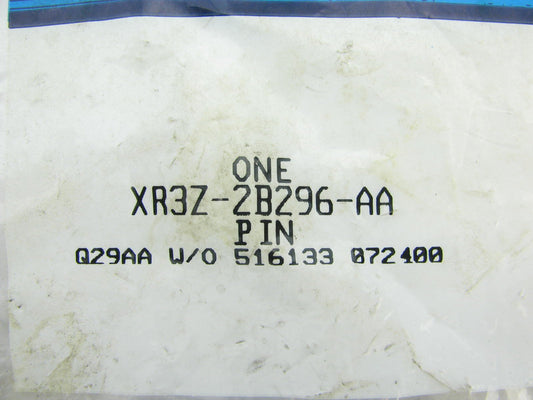 ONE
XR3Z-2B296-AA
PIN
Q29AA W/O 516133 072400